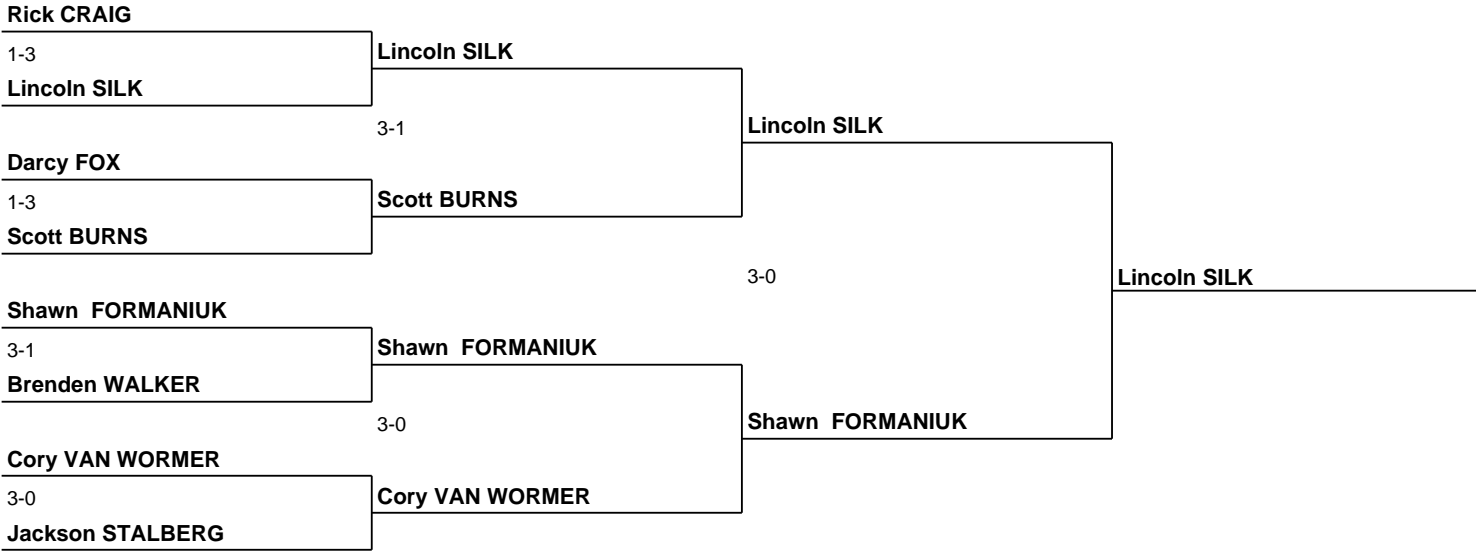 Rick CRAIG
1-3
Lincoln SILK
Lincoln SILK
3-1
Lincoln SILK
Darcy FOX
1-3
Scott BURNS
Scott BURNS
3-0
Lincoln SILK
Shawn  FORMANIUK
3-1
Shawn  FORMANIUK
Brenden WALKER
3-0
Shawn  FORMANIUK
Cory VAN WORMER
3-0
Cory VAN WORMER
Jackson STALBERG